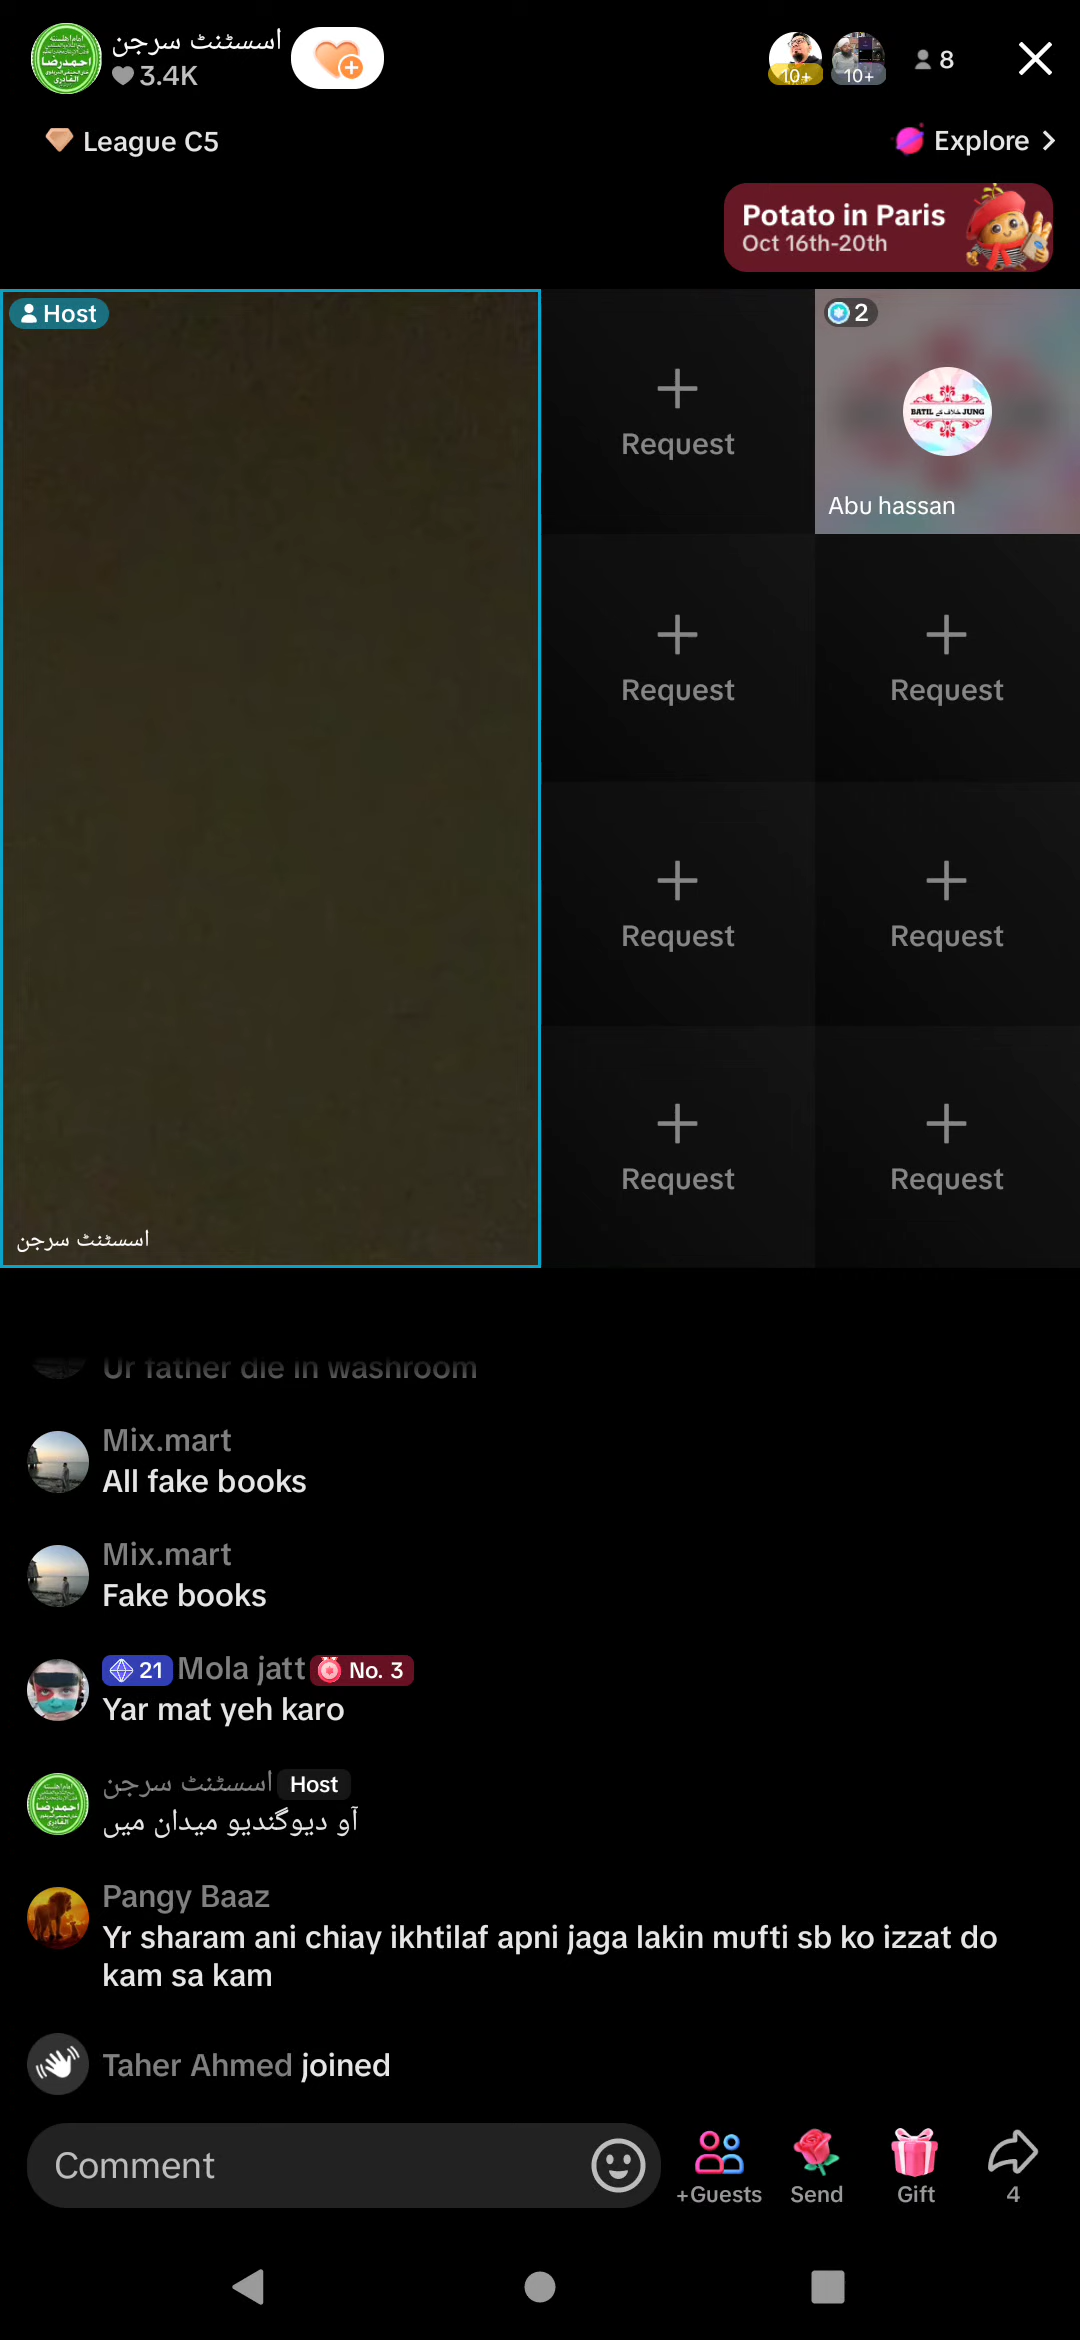 اسسٹنٹ سرجن
3.4K
10+
10+
8
League C5
Explore
Potato in Paris
Oct 16th-20th
Host
Request
2
BATIL خلاف کے JUNG
Abu hassan
Request
Request
Request
Request
Request
Request
اسسٹنٹ سرجن
Ur father die in washroom
Mix.mart
All fake books
Mix.mart
Fake books
21 Mola jatt No. 3
Yar mat yeh karo
اسسٹنٹ سرجن Host
آو دیوگندیو میدان میں
Pangy Baaz
Yr sharam ani chiay ikhtilaf apni jaga lakin mufti sb ko izzat do
kam sa kam
Taher Ahmed joined
Comment
+Guests
Send
Gift
4